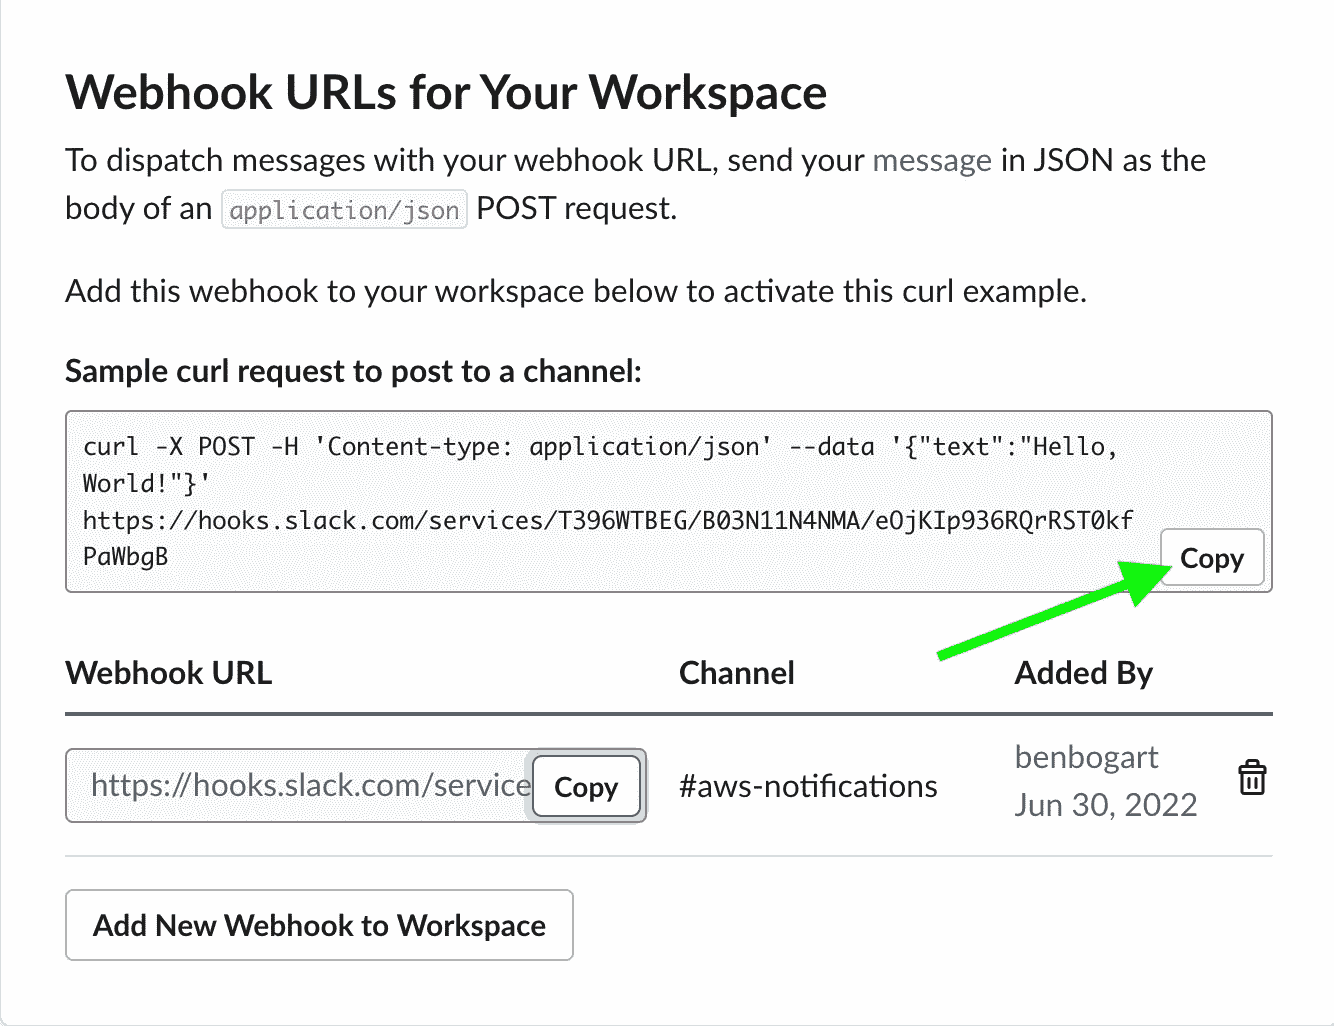 Webhook URLs for Your Workspace
To dispatch messages with your webhook URL, send your message in JSON as the
body of an application/json POST request.
Add this webhook to your workspace below to activate this curl example.
Sample curl request to post to a channel:
curl -X POST -H 'Content-type: application/json' --data '{"text":"Hello,
World!"}'
https://hooks.slack.com/services/T396WTBEG/B03N11N4NMA/eOjKIp936RQrRST0kf
PaWbgB
Copy
Webhook URL Channel Added By
https://hooks.slack.com/service Copy #aws-notifications benbogart
Jun 30, 2022
Add New Webhook to Workspace